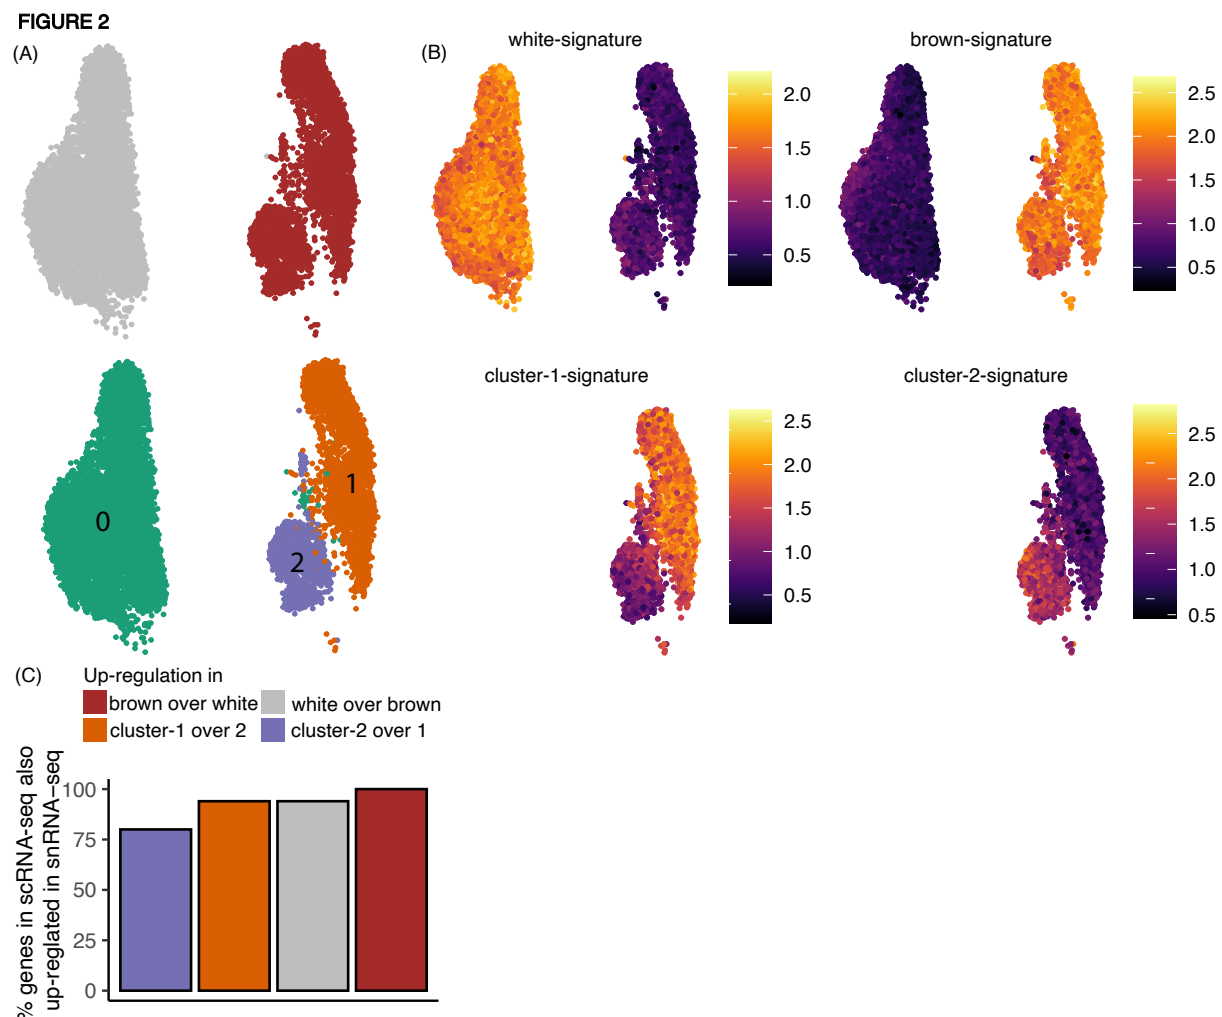 FIGURE 2
(A)
(B)
white-signature
brown-signature
2.0
1.5
1.0
0.5
2.5
2.0
1.5
1.0
0.5
0
1
2
cluster-1-signature
cluster-2-signature
2.5
2.0
1.5
1.0
0.5
2.5
2.0
1.5
1.0
0.5
(C)
Up-regulation in
brown over white
white over brown
cluster-1 over 2
cluster-2 over 1
% genes in scRNA-seq also
up-reglated in snRNA-seq
100
75
50
25
0